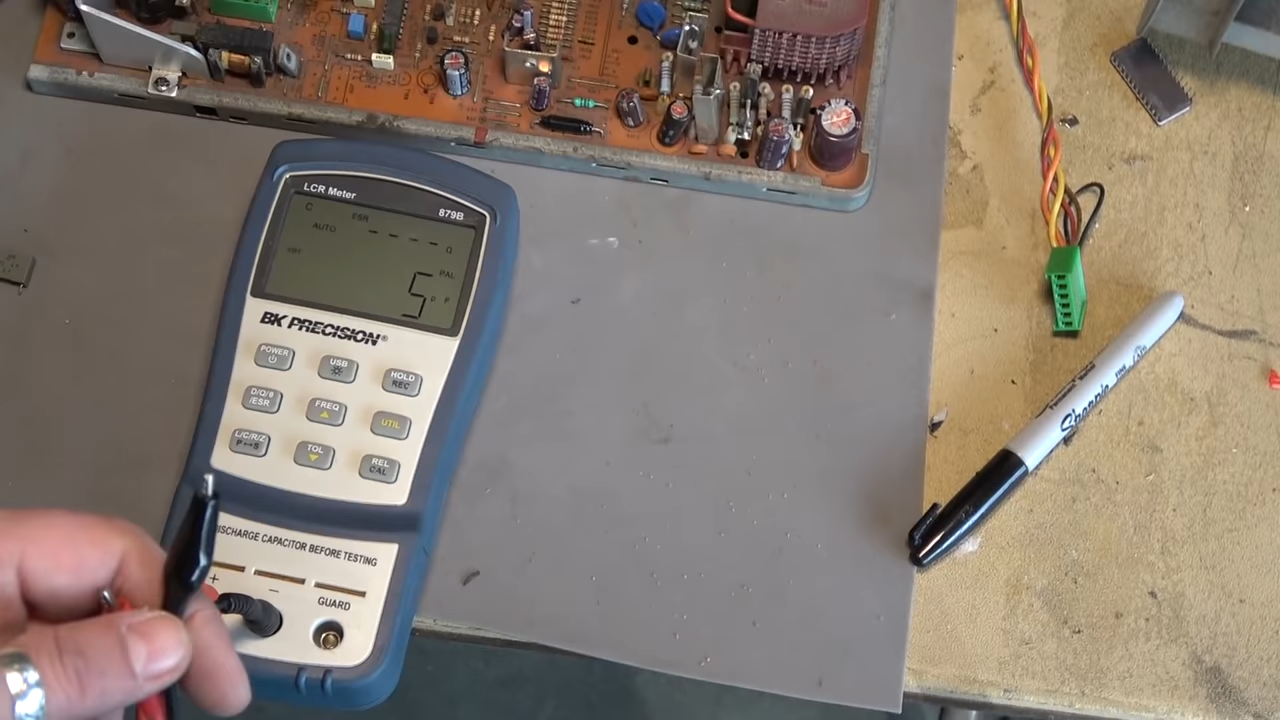 LCR Meter
879B
C
ESR
AUTO
- - - -
Ω
PAL
5
p F
BK PRECISION®
POWER
USB
HOLD
REC
D/Q/θ
/ESR
FREQ
UTIL
L/C/R/Z
P↔S
TOL
REL
CAL
DISCHARGE CAPACITOR BEFORE TESTING
+
−
GUARD
Sharpie